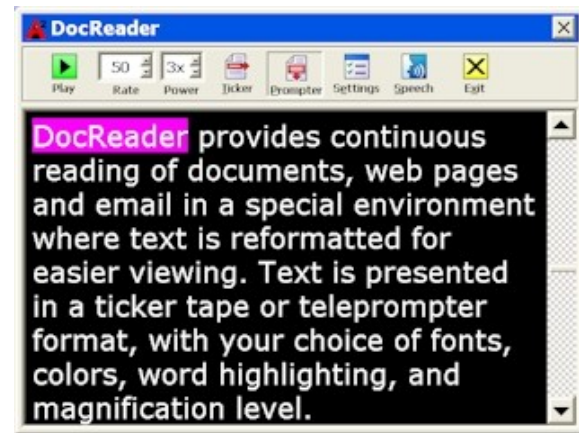 DocReader
50 3x
Play Rate Power Ticker Prompter Settings Speech Exit
DocReader provides continuous
reading of documents, web pages
and email in a special environment
where text is reformatted for
easier viewing. Text is presented
in a ticker tape or teleprompter
format, with your choice of fonts,
colors, word highlighting, and
magnification level.